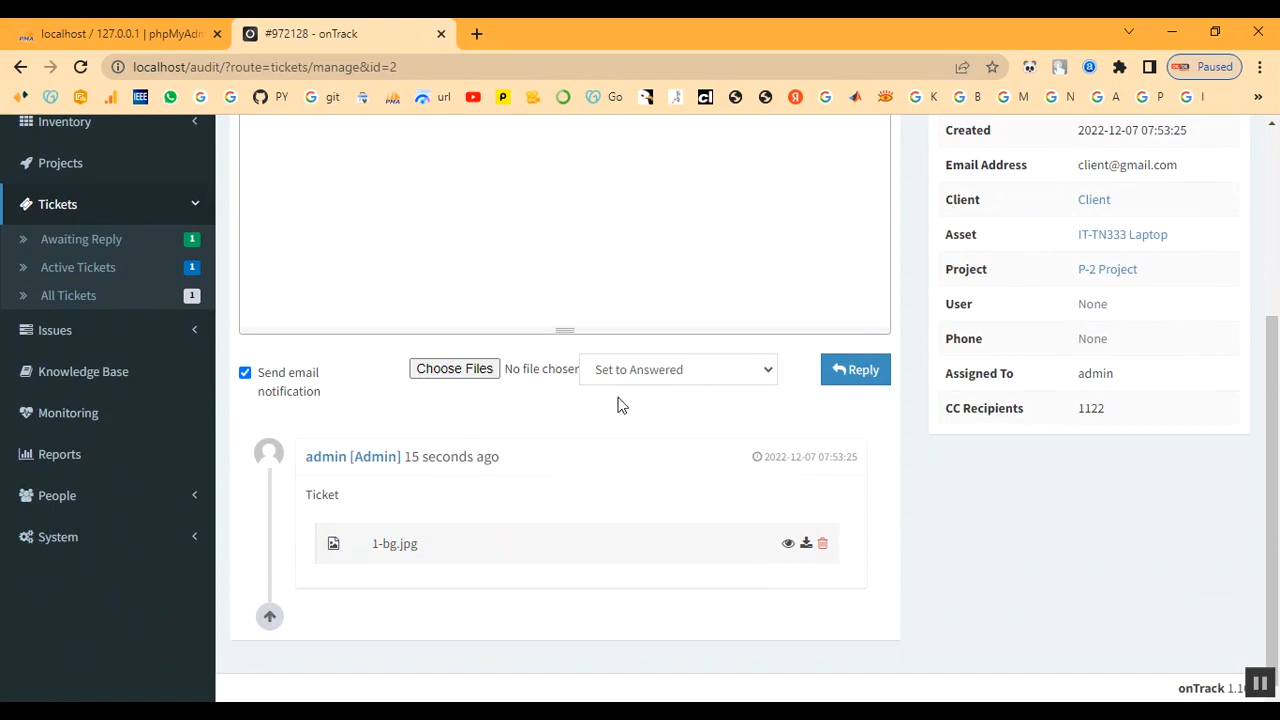 localhost / 127.0.0.1 | phpMyAdn
#972128 - onTrack
localhost/audit/?route=tickets/manage&id=2
Paused
IEEE
PY
git
url
Go
K
B
M
N
A
P
I
Inventory
Projects
Tickets
Awaiting Reply 1
Active Tickets 1
All Tickets 1
Issues
Knowledge Base
Monitoring
Reports
People
System
Send email
notification
Choose Files No file chosen
Set to Answered
Reply
admin [Admin] 15 seconds ago
2022-12-07 07:53:25
Ticket
1-bg.jpg
Created 2022-12-07 07:53:25
Email Address client@gmail.com
Client Client
Asset IT-TN333 Laptop
Project P-2 Project
User None
Phone None
Assigned To admin
CC Recipients 1122
onTrack